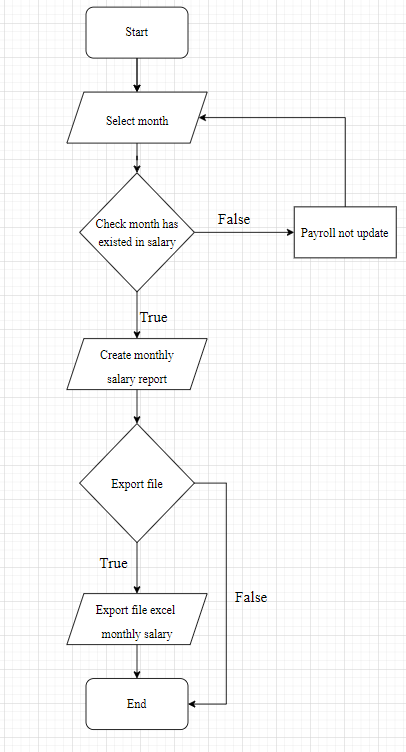 Start
Select month
Check month has
existed in salary
False
Payroll not update
True
Create monthly
salary report
Export file
True
False
Export file excel
monthly salary
End